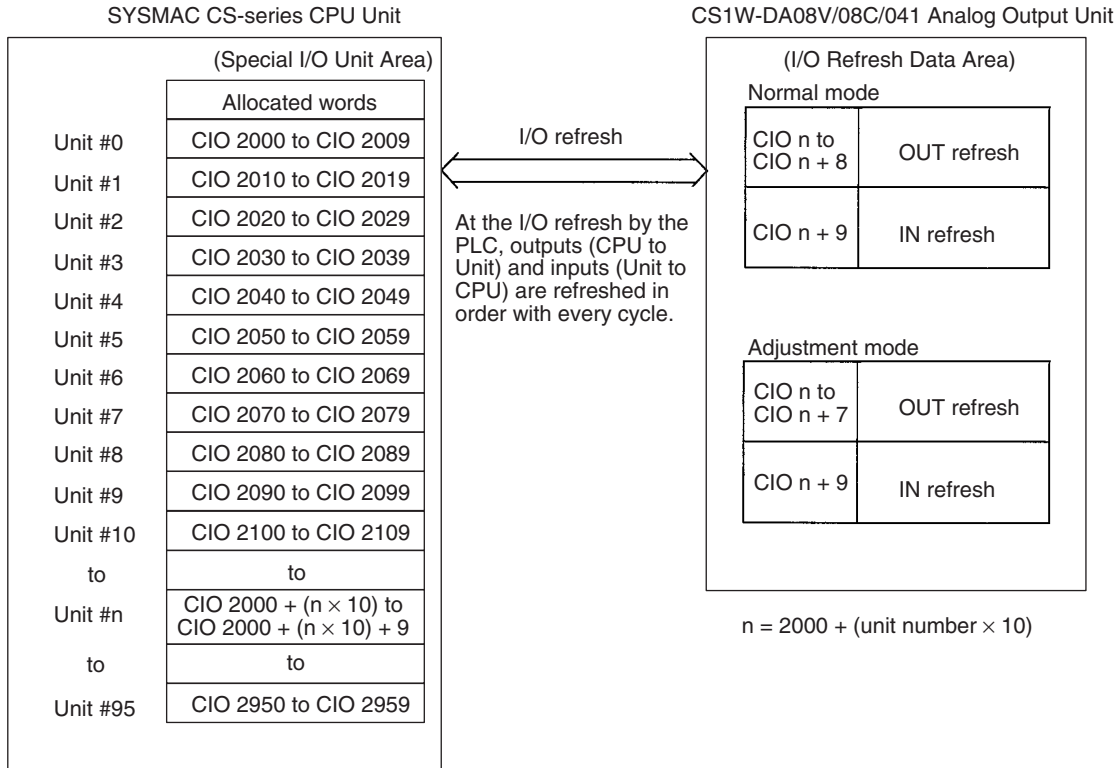 SYSMAC CS-series CPU Unit
(Special I/O Unit Area)
Allocated words
Unit #0 CIO 2000 to CIO 2009
Unit #1 CIO 2010 to CIO 2019
Unit #2 CIO 2020 to CIO 2029
Unit #3 CIO 2030 to CIO 2039
Unit #4 CIO 2040 to CIO 2049
Unit #5 CIO 2050 to CIO 2059
Unit #6 CIO 2060 to CIO 2069
Unit #7 CIO 2070 to CIO 2079
Unit #8 CIO 2080 to CIO 2089
Unit #9 CIO 2090 to CIO 2099
Unit #10 CIO 2100 to CIO 2109
to to
Unit #n CIO 2000 + (n × 10) to
CIO 2000 + (n × 10) + 9
to to
Unit #95 CIO 2950 to CIO 2959
I/O refresh
At the I/O refresh by the
PLC, outputs (CPU to
Unit) and inputs (Unit to
CPU) are refreshed in
order with every cycle.
CS1W-DA08V/08C/041 Analog Output Unit
(I/O Refresh Data Area)
Normal mode
CIO n to
CIO n + 8
OUT refresh
CIO n + 9 IN refresh
Adjustment mode
CIO n to
CIO n + 7
OUT refresh
CIO n + 9 IN refresh
n = 2000 + (unit number × 10)